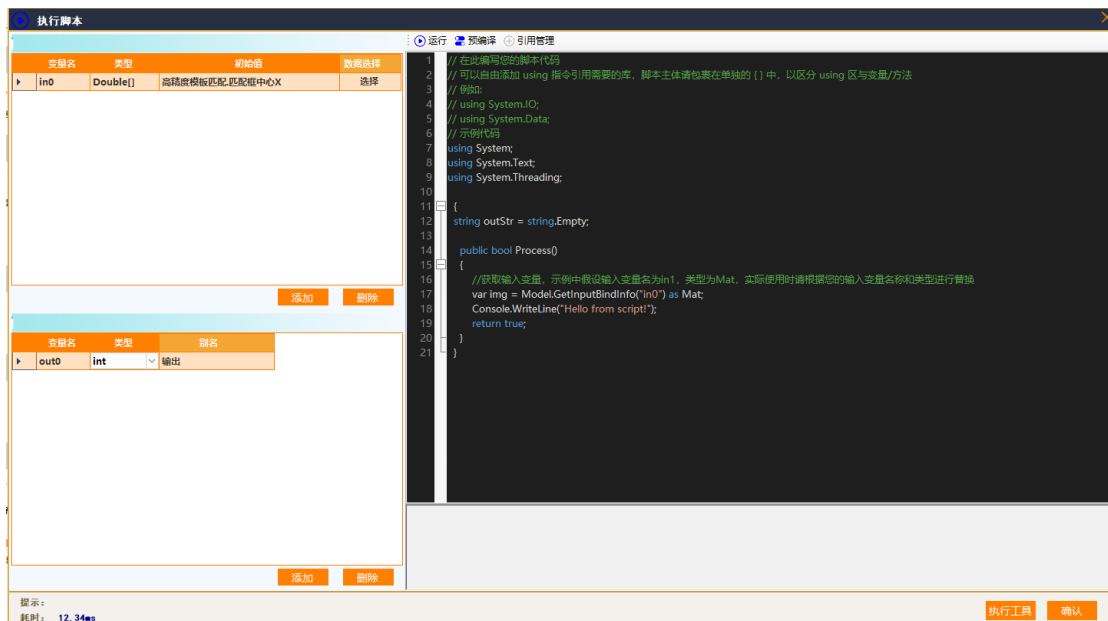 执行脚本
变量名 类型 初始值 数据选择
in0 Double[] 高精度模板匹配.匹配框中心X 选择
添加 删除
变量名 类型 别名
out0 int 输出
添加 删除
运行 预编译 引用管理
1 // 在此编写您的脚本代码
2 // 可以自由添加 using 指令引用需要的库，脚本主体请包裹在单独的 { } 中，以区分 using 区与变量/方法
3 // 例如:
4 // using System.IO;
5 // using System.Data;
6 // 示例代码
7 using System;
8 using System.Text;
9 using System.Threading;
10
11 {
12 string outStr = string.Empty;
13
14 public bool Process()
15 {
16 //获取输入变量，示例中假设输入变量名为in1，类型为Mat，实际使用时请根据您的输入变量名称和类型进行替换
17 var img = Model.GetInputBindInfo("in0") as Mat;
18 Console.WriteLine("Hello from script!");
19 return true;
20 }
21 }
提示：
耗时： 12.34ms
执行工具 确认